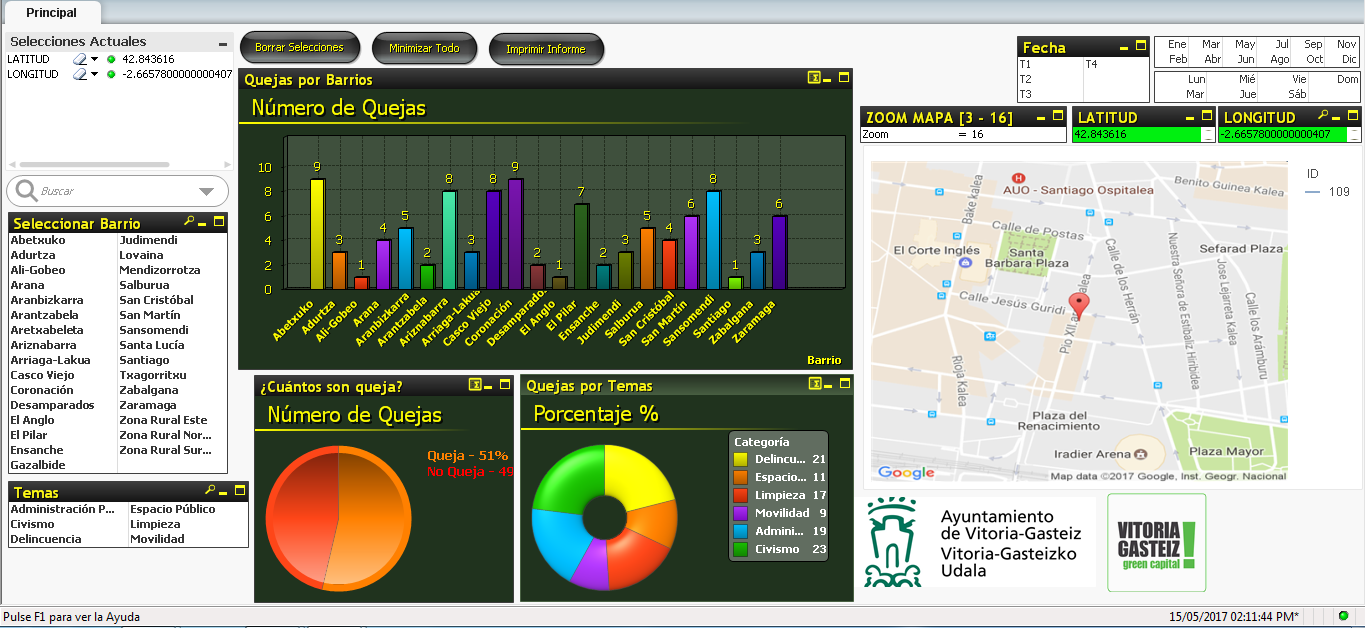 Principal
Selecciones Actuales
LATITUD 42.843616
LONGITUD -2.6657800000000407
Borrar Selecciones
Minimizar Todo
Imprimir Informe
Buscar
Seleccionar Barrio
Abetxuko Judimendi
Adurtza Lovaina
Ali-Gobeo Mendizorrotza
Arana Salburua
Aranbizkarra San Cristóbal
Arantzabela San Martín
Aretxabeleta Sansomendi
Ariznabarra Santa Lucía
Arriaga-Lakua Santiago
Casco Viejo Txagorritxu
Coronación Zabalgana
Desamparados Zaramaga
El Anglo Zona Rural Este
El Pilar Zona Rural Nor...
Ensanche Zona Rural Sur...
Gazalbide
Temas
Administración P... Espacio Público
Civismo Limpieza
Delincuencia Movilidad
Quejas por Barrios
Número de Quejas
10
8
6
4
2
0
9 3 1 4 5 2 8 3 8 9 2 1 7 2 3 5 4 6 8 1 3 6
Abetxuko
Adurtza
Ali-Gobeo
Arana
Aranbizkarra
Arantzabela
Ariznabarra
Arriaga-Lakua
Casco Viejo
Coronación
Desamparados
El Anglo
El Pilar
Ensanche
Judimendi
Salburua
San Cristóbal
San Martín
Sansomendi
Santiago
Zabalgana
Zaramaga
Barrio
¿Cuántos son queja?
Número de Quejas
Queja - 51%
No Queja - 49
Quejas por Temas
Porcentaje %
Categoría
Delincu... 21
Espacio... 11
Limpieza 17
Movilidad 9
Admini... 19
Civismo 23
Fecha
T1 T4
T2
T3
Ene Mar May Jul Sep Nov
Feb Abr Jun Ago Oct Dic
Lun Mié Vie Dom
Mar Jue Sáb
ZOOM MAPA [3 - 16]
Zoom = 16
LATITUD
42.843616
LONGITUD
-2.6657800000000407
ID
109
H
AUO - Santiago Ospitalea
Benito Guinea Kalea
Bake Kalea
Calle de Postas
El Corte Inglés
Santa
Barbara Plaza
Sefarad Plaza
Calle de los Herrán
Nuestra Señora de Estibaliz Hiribidea
Jose Lejarreta Kalea
Calle los Arámburu
Calle Jesús Guridi
Pio XII.ar Kalea
Rioja Kalea
Plaza del
Renacimiento
Iradier Arena
Plaza Mayor
Google
Map data ©2017 Google, Inst. Geogr. Nacional
Ayuntamiento
de Vitoria-Gasteiz
Vitoria-Gasteizko
Udala
VITORIA
GASTEIZ
green capital
Pulse F1 para ver la Ayuda
15/05/2017 02:11:44 PM*